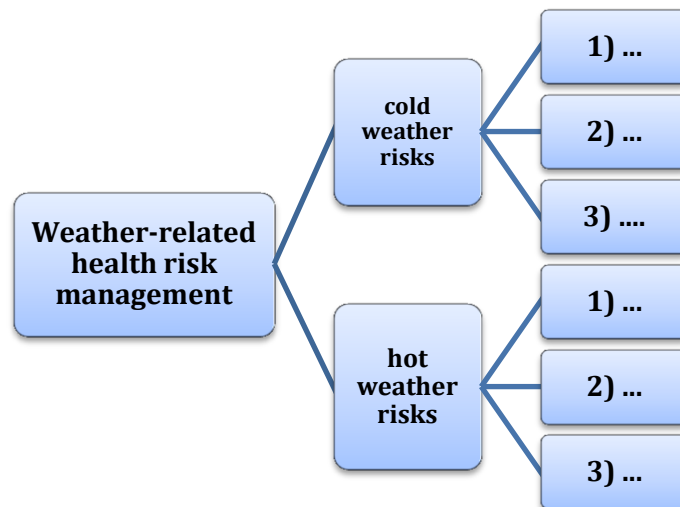 Weather-related
health risk
management
cold
weather
risks
1) ...
2) ...
3) ....
hot
weather
risks
1) ...
2) ...
3) ...